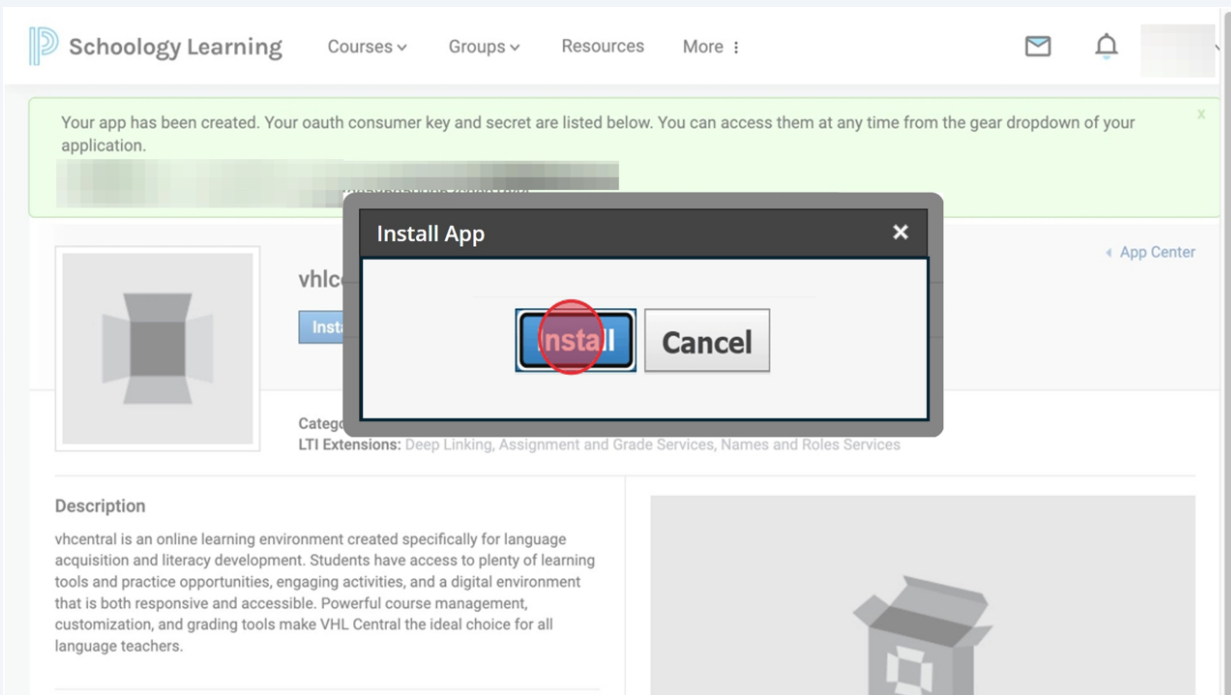 Schoology Learning Courses Groups Resources More
Your app has been created. Your oauth consumer key and secret are listed below. You can access them at any time from the gear dropdown of your
application.
Install App
App Center
Install Cancel
LTI Extensions: Deep Linking, Assignment and Grade Services, Names and Roles Services
Description
vhcentral is an online learning environment created specifically for language
acquisition and literacy development. Students have access to plenty of learning
tools and practice opportunities, engaging activities, and a digital environment
that is both responsive and accessible. Powerful course management,
customization, and grading tools make VHL Central the ideal choice for all
language teachers.